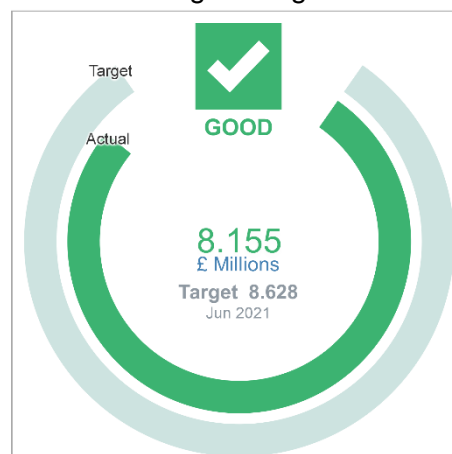 Target
GOOD
Actual
8.155
£ Millions
Target 8.628
Jun 2021